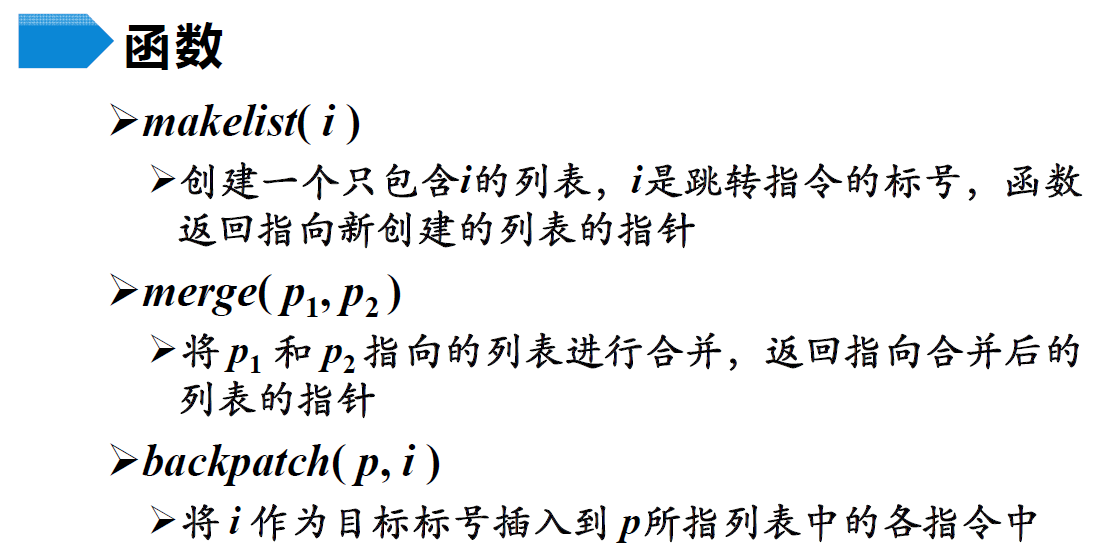 函数
➢makelist( i )
➢创建一个只包含i的列表，i是跳转指令的标号，函数
返回指向新创建的列表的指针
➢merge( p₁, p₂ )
➢将 p₁ 和 p₂ 指向的列表进行合并，返回指向合并后的
列表的指针
➢backpatch( p, i )
➢将 i 作为目标标号插入到 p所指列表中的各指令中